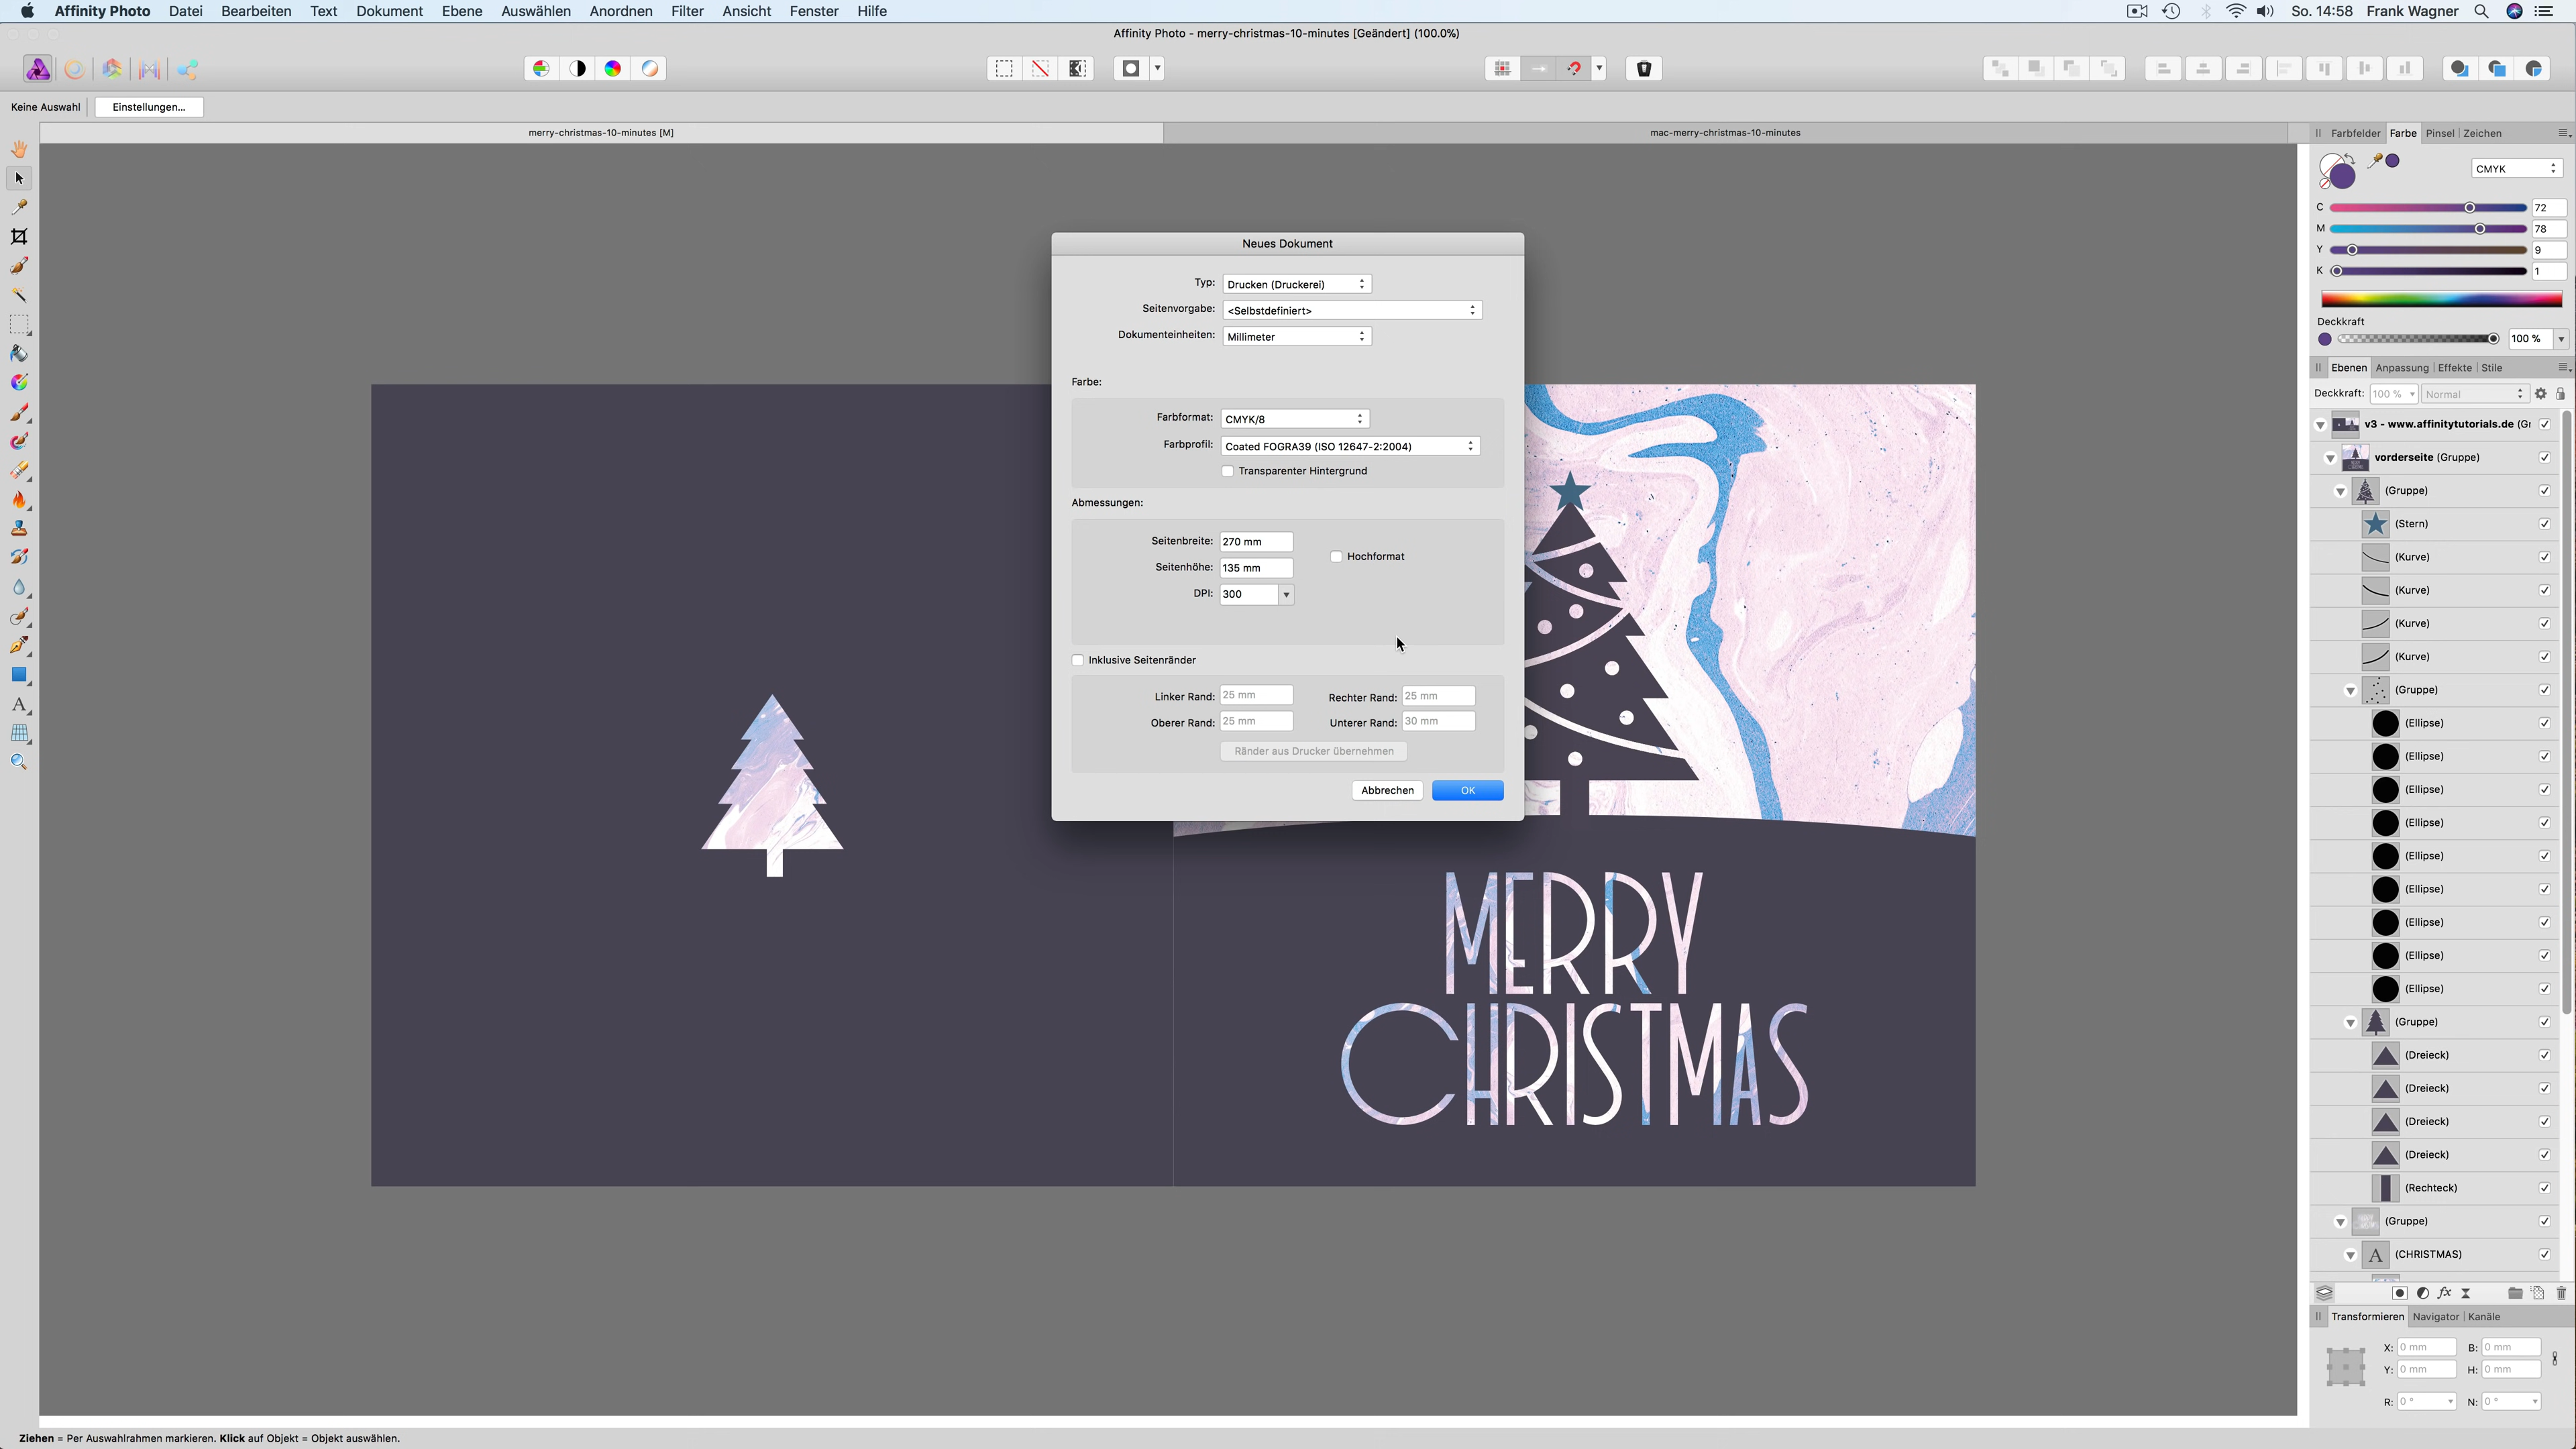 Affinity Photo Datei Bearbeiten Text Dokument Ebene Auswählen Anordnen Filter Ansicht Fenster Hilfe So. 14:58 Frank Wagner
Affinity Photo - merry-christmas-10-minutes [Geändert] (100.0%)
Keine Auswahl Einstellungen...
merry-christmas-10-minutes [M] mac-merry-christmas-10-minutes
Farbfelder Farbe Pinsel Zeichen
CMYK
C 72
M 78
Y 9
K 1
Deckkraft
100 %
Ebenen Anpassung Effekte Stile
Deckkraft: 100 % Normal
v3 - www.affinitytutorials.de (Gr
vorderseite (Gruppe)
(Gruppe)
(Stern)
(Kurve)
(Kurve)
(Kurve)
(Kurve)
(Gruppe)
(Ellipse)
(Ellipse)
(Ellipse)
(Ellipse)
(Ellipse)
(Ellipse)
(Ellipse)
(Ellipse)
(Ellipse)
(Gruppe)
(Dreieck)
(Dreieck)
(Dreieck)
(Dreieck)
(Rechteck)
(Gruppe)
A (CHRISTMAS)
Transformieren Navigator Kanäle
X: 0 mm B: 0 mm
Y: 0 mm H: 0 mm
R: 0 ° N: 0 °
Neues Dokument
Typ: Drucken (Druckerei)
Seitenvorgabe: <Selbstdefiniert>
Dokumenteinheiten: Millimeter
Farbe:
Farbformat: CMYK/8
Farbprofil: Coated FOGRA39 (ISO 12647-2:2004)
Transparenter Hintergrund
Abmessungen:
Seitenbreite: 270 mm
Hochformat
Seitenhöhe: 135 mm
DPI: 300
Inklusive Seitenränder
Linker Rand: 25 mm Rechter Rand: 25 mm
Oberer Rand: 25 mm Unterer Rand: 30 mm
Ränder aus Drucker übernehmen
Abbrechen OK
MERRY
CHRISTMAS
Ziehen = Per Auswahlrahmen markieren. Klick auf Objekt = Objekt auswählen.